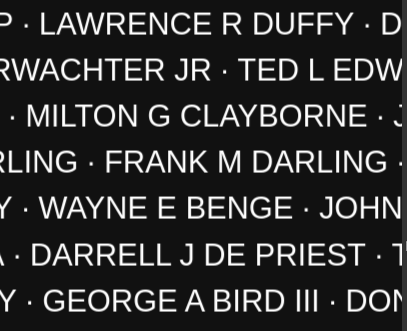 P · LAWRENCE R DUFFY · D
RWACHTER JR · TED L EDW
· MILTON G CLAYBORNE · J
RLING · FRANK M DARLING ·
Y · WAYNE E BENGE · JOHN
A · DARRELL J DE PRIEST · T
Y · GEORGE A BIRD III · DON